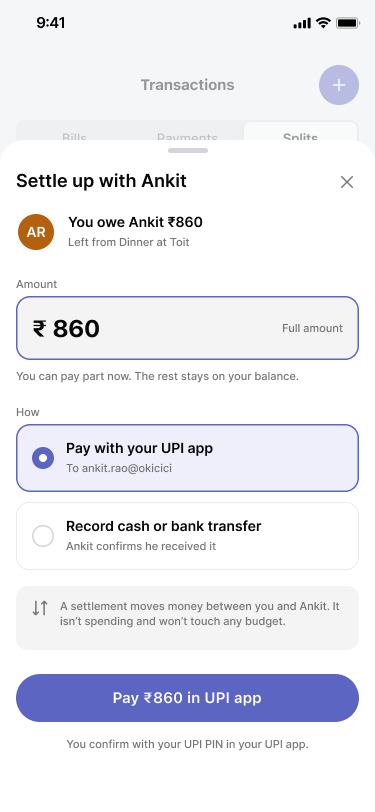 9:41
Transactions
Bills Payments Splits
Settle up with Ankit
AR
You owe Ankit ₹860
Left from Dinner at Toit
Amount
₹ 860
Full amount
You can pay part now. The rest stays on your balance.
How
Pay with your UPI app
To ankit.rao@okicici
Record cash or bank transfer
Ankit confirms he received it
A settlement moves money between you and Ankit. It
isn’t spending and won’t touch any budget.
Pay ₹860 in UPI app
You confirm with your UPI PIN in your UPI app.